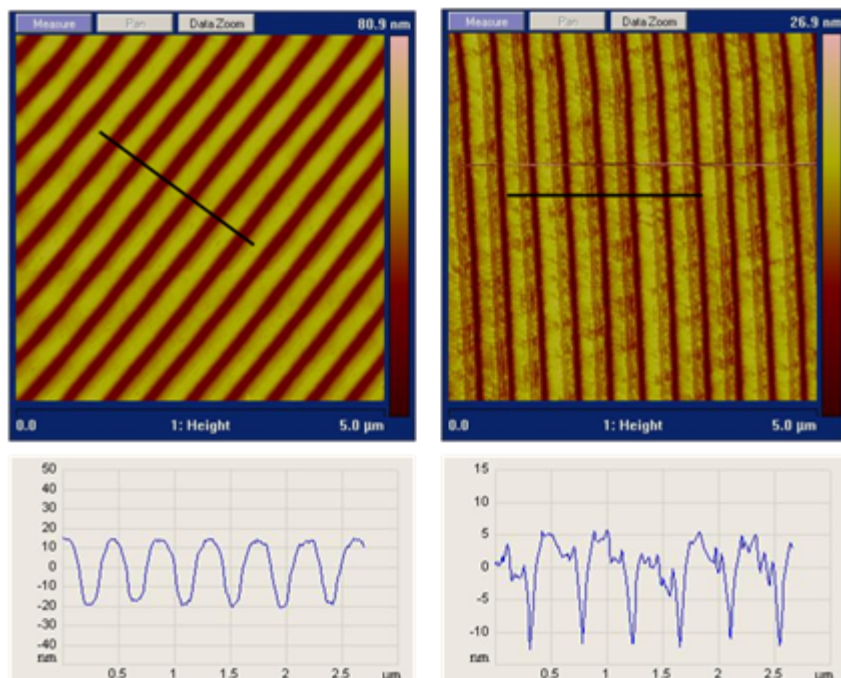 Measure Pan Data Zoom 80.9 nm
0.0 1: Height 5.0 µm
Measure Pan Data Zoom 26.9 nm
0.0 1: Height 5.0 µm
50
40
30
20
10
0
-10
-20
-30
-40
nm
0.5 1 1.5 2 2.5 µm
15
10
5
0
-5
-10
nm
0.5 1 1.5 2 2.5 µm